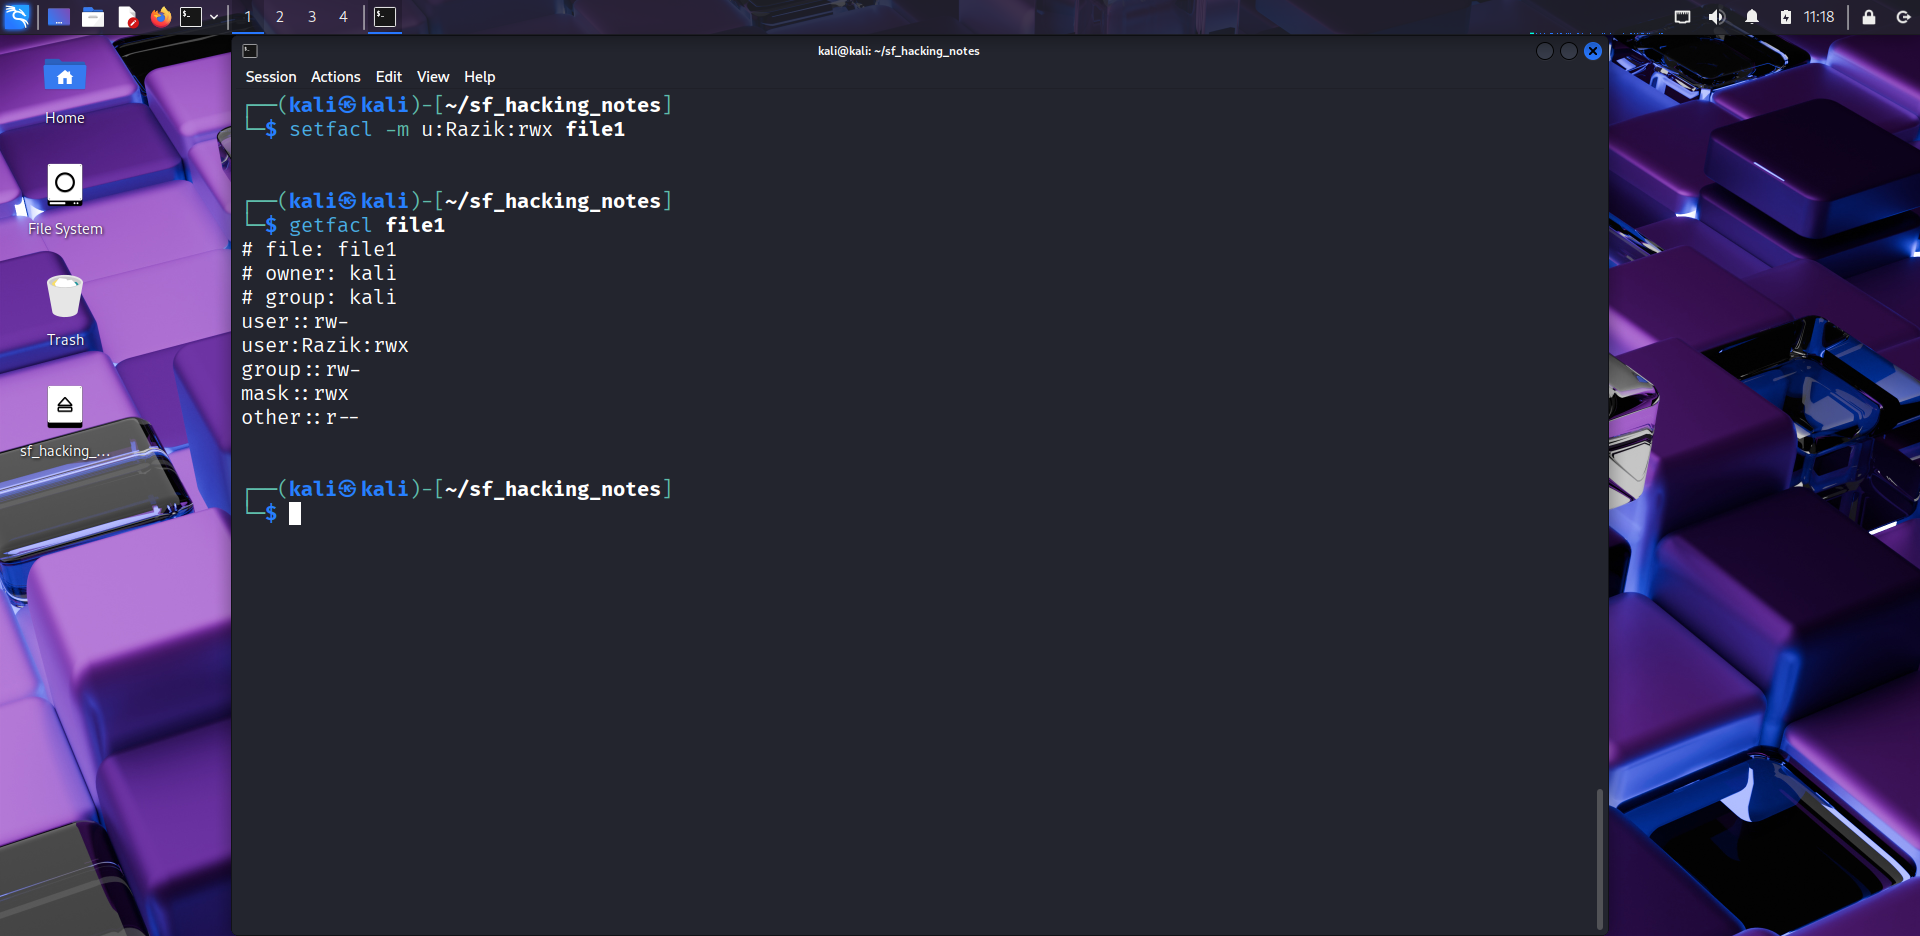 1 2 3 4 11:18
kali@kali: ~/sf_hacking_notes
Session Actions Edit View Help
Home
File System
Trash
sf_hacking_...
┌──(kali㉿kali)-[~/sf_hacking_notes]
└─$ setfacl -m u:Razik:rwx file1
┌──(kali㉿kali)-[~/sf_hacking_notes]
└─$ getfacl file1
# file: file1
# owner: kali
# group: kali
user::rw-
user:Razik:rwx
group::rw-
mask::rwx
other::r--
┌──(kali㉿kali)-[~/sf_hacking_notes]
└─$